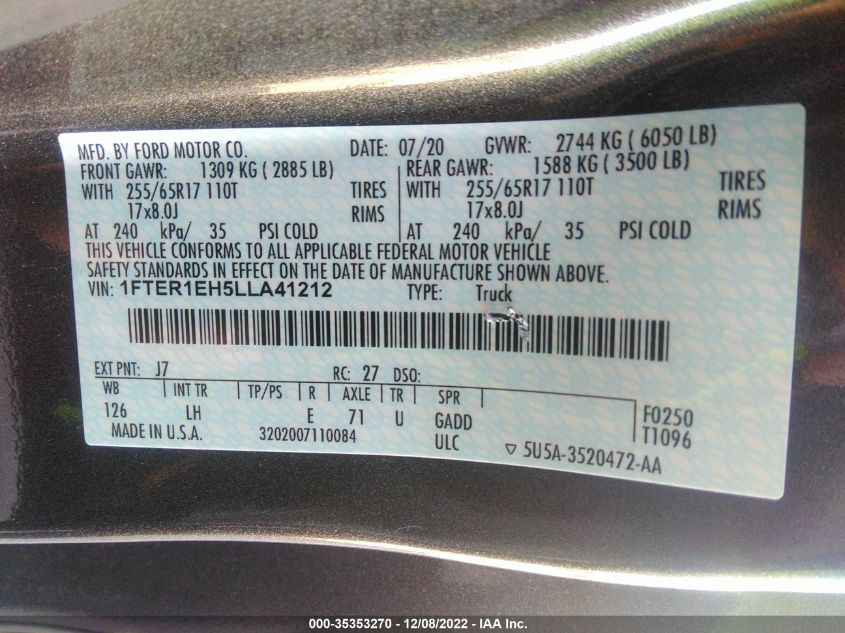 MFD. BY FORD MOTOR CO. DATE: 07/20 GVWR: 2744 KG ( 6050 LB)
FRONT GAWR: 1309 KG ( 2885 LB) REAR GAWR: 1588 KG ( 3500 LB)
WITH 255/65R17 110T TIRES WITH 255/65R17 110T TIRES
17x8.0J RIMS 17x8.0J RIMS
AT 240 kPa/ 35 PSI COLD AT 240 kPa/ 35 PSI COLD
THIS VEHICLE CONFORMS TO ALL APPLICABLE FEDERAL MOTOR VEHICLE
SAFETY STANDARDS IN EFFECT ON THE DATE OF MANUFACTURE SHOWN ABOVE.
VIN: 1FTER1EH5LLA41212 TYPE: Truck
EXT PNT: J7 RC: 27 DSO:
WB INT TR TP/PS R AXLE TR SPR
126 LH E 71 U GADD F0250
ULC T1096
MADE IN U.S.A. 3202007110084 ▽ 5U5A-3520472-AA
000-35353270 - 12/08/2022 - IAA Inc.